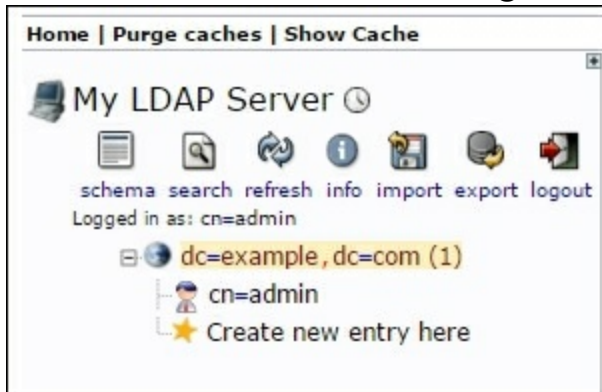 Home | Purge caches | Show Cache
My LDAP Server
schema search refresh info import export logout
Logged in as: cn=admin
dc=example,dc=com (1)
cn=admin
Create new entry here